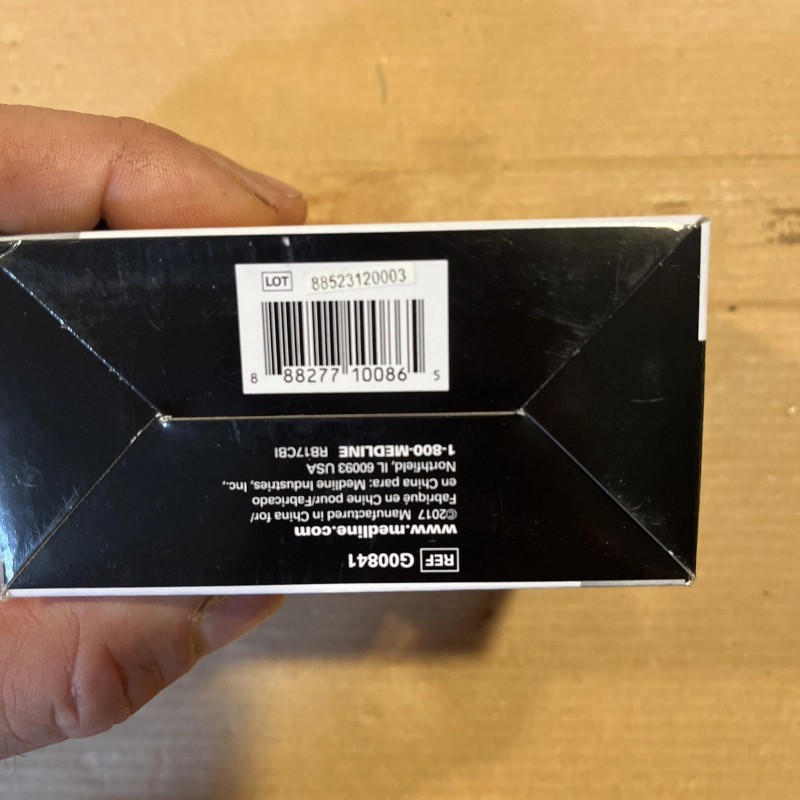 LOT 88523120003
8 88277 10086 5
REF G00841
www.medline.com
©2017 Manufactured in China for/
Fabriqué en Chine pour/Fabricado
en China para: Medline Industries, Inc.,
Northfield, IL 60093 USA
1-800-MEDLINE RB17CBI